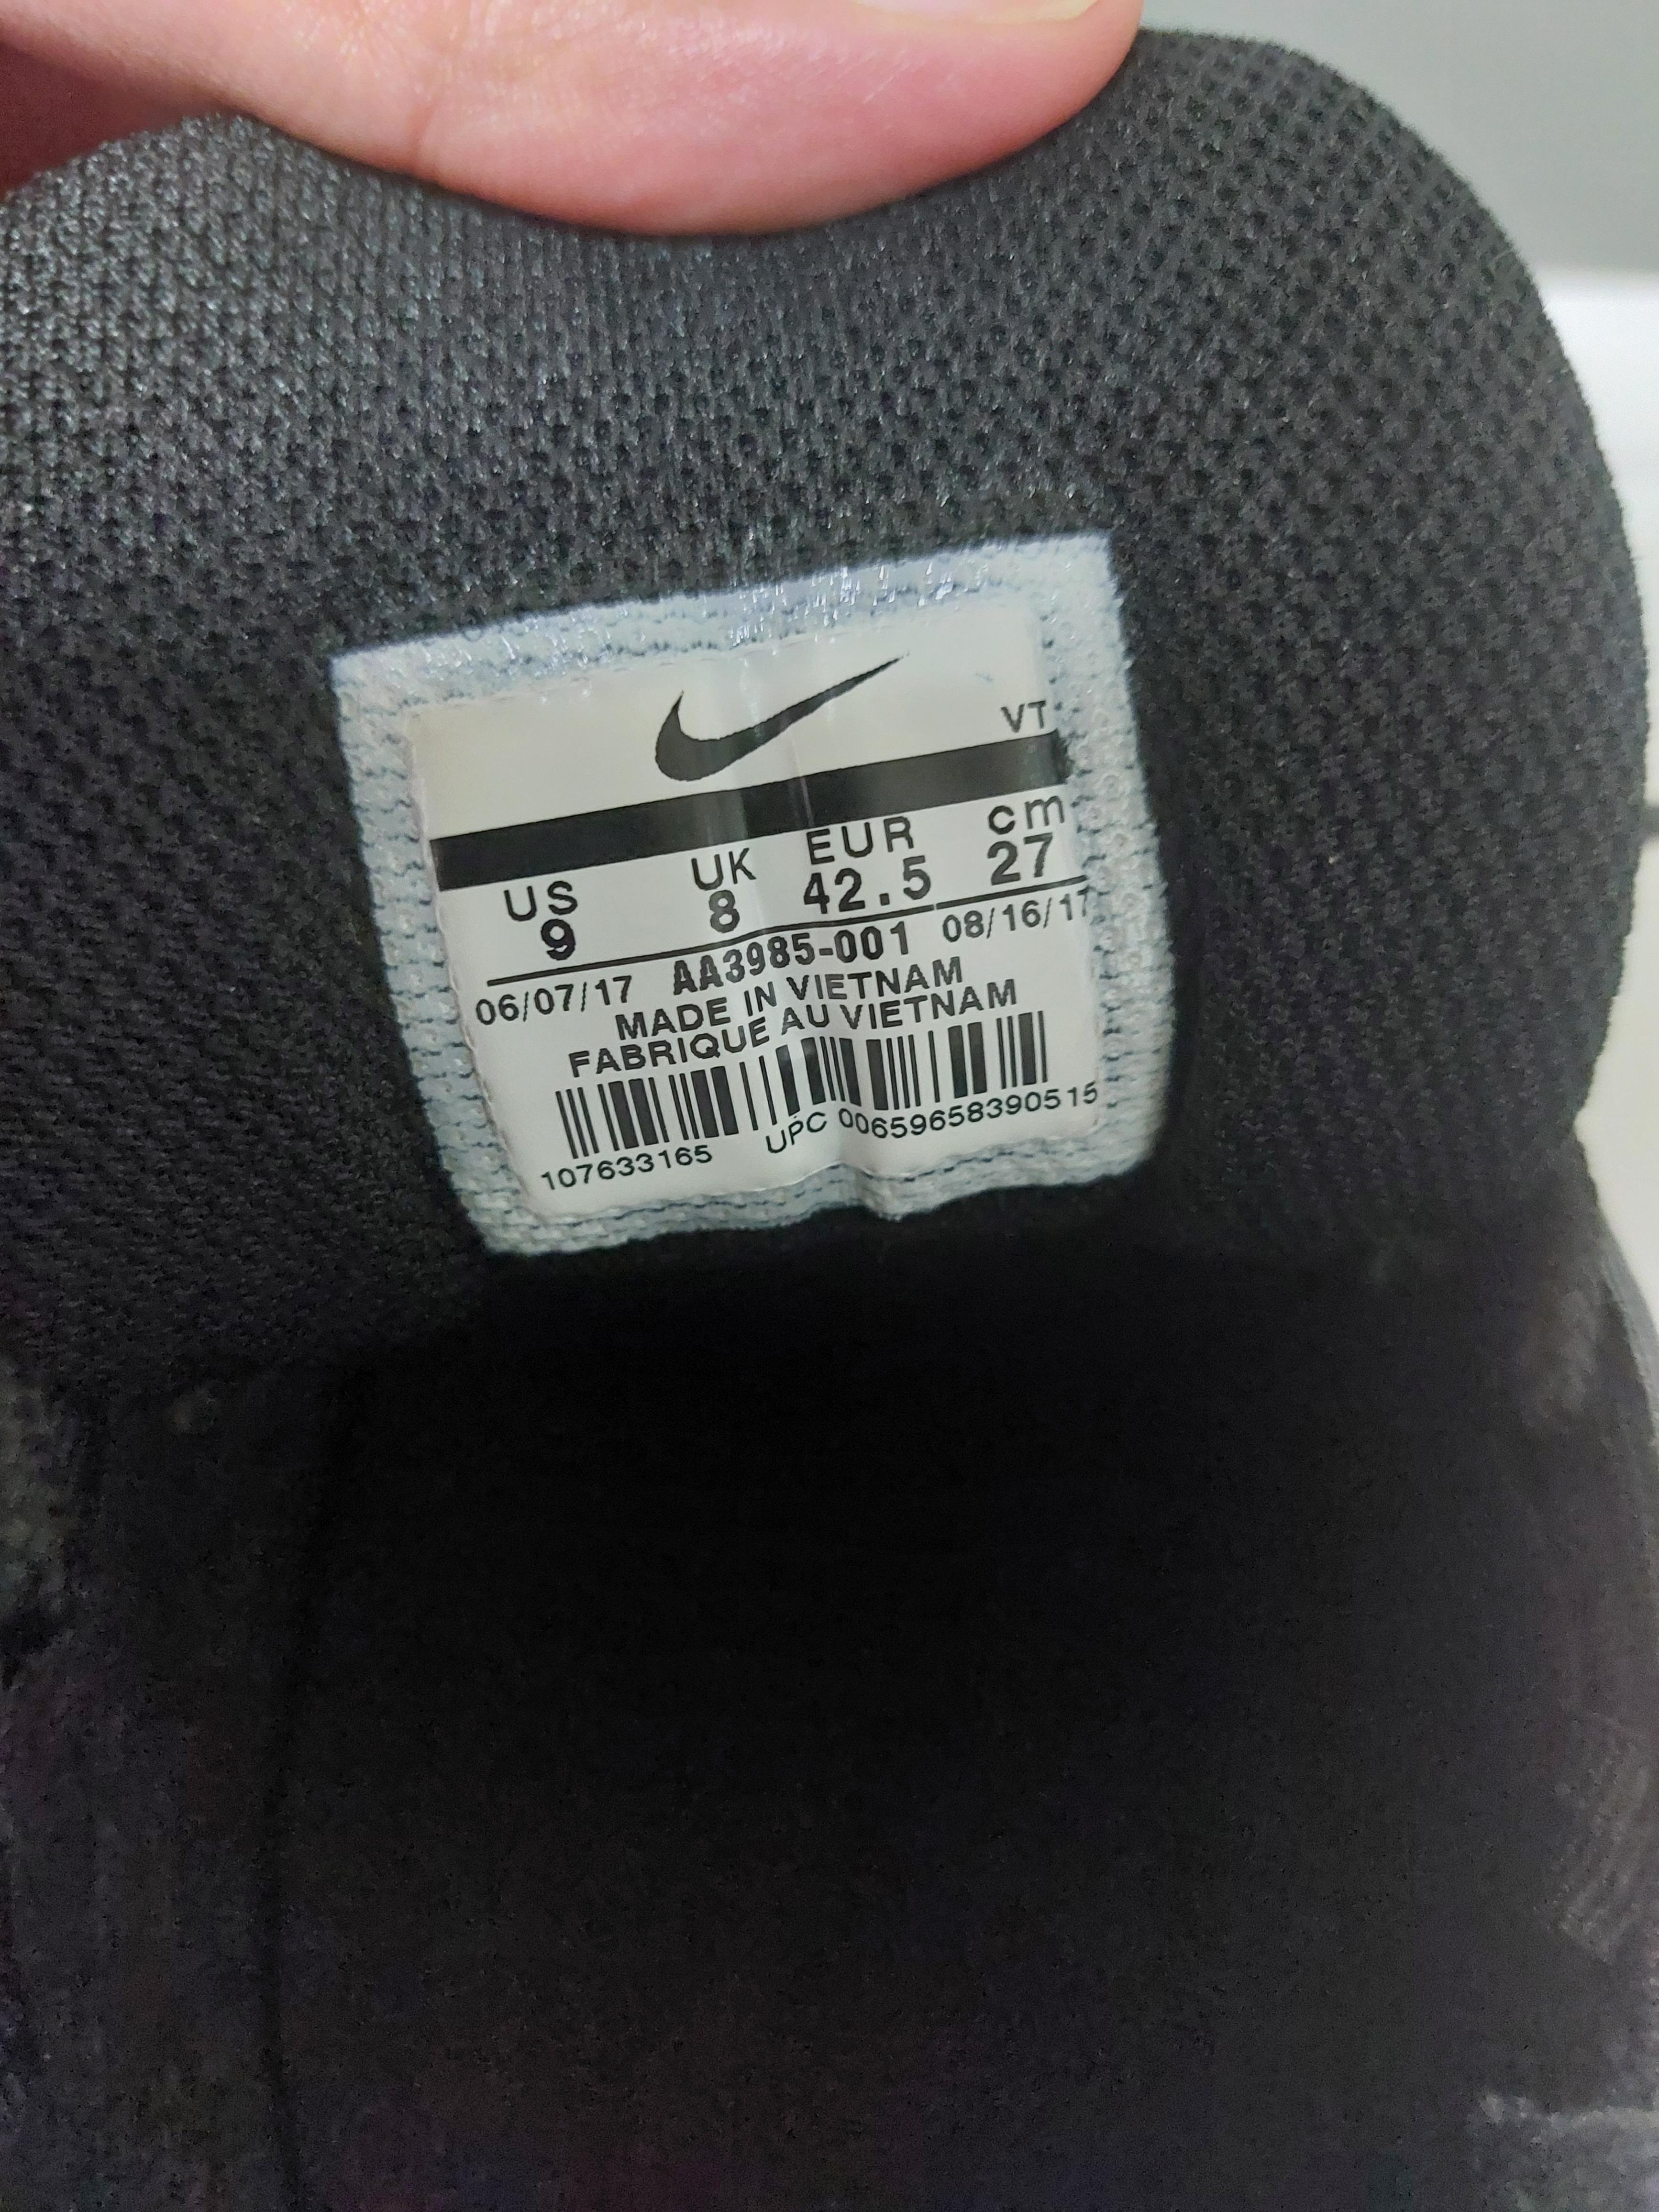 VT
US UK EUR cm
9 8 42.5 27
06/07/17 AA3985-001 08/16/17
MADE IN VIETNAM
FABRIQUE AU VIETNAM
107633165 UPC 00659658390515